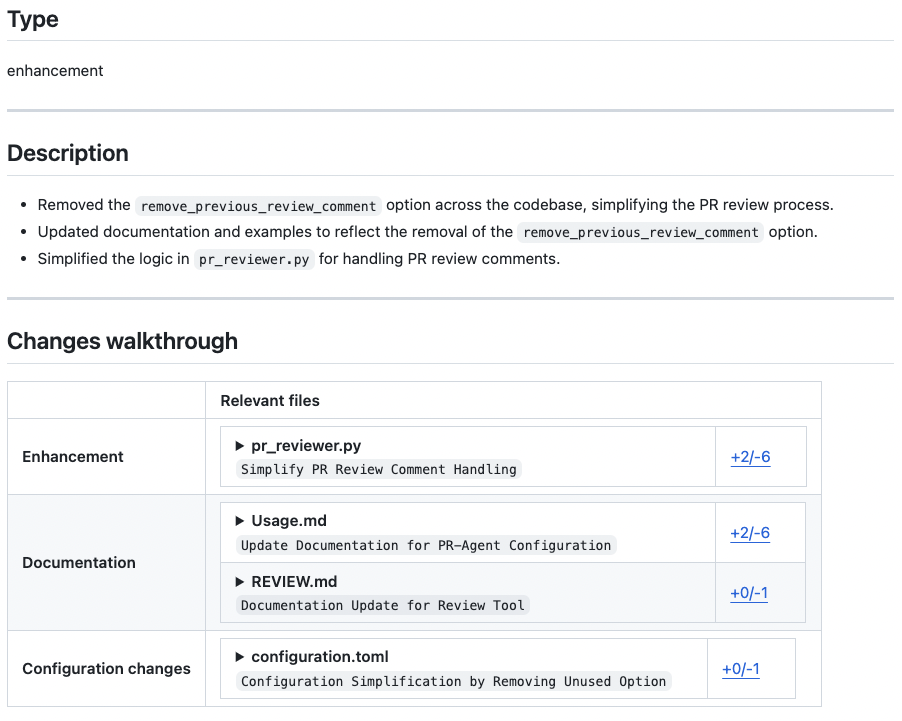 Type
enhancement
Description
• Removed the remove_previous_review_comment option across the codebase, simplifying the PR review process.
• Updated documentation and examples to reflect the removal of the remove_previous_review_comment option.
• Simplified the logic in pr_reviewer.py for handling PR review comments.
Changes walkthrough
Relevant files
Enhancement
▶ pr_reviewer.py
Simplify PR Review Comment Handling
+2/-6
Documentation
▶ Usage.md
Update Documentation for PR-Agent Configuration
+2/-6
▶ REVIEW.md
Documentation Update for Review Tool
+0/-1
Configuration changes
▶ configuration.toml
Configuration Simplification by Removing Unused Option
+0/-1